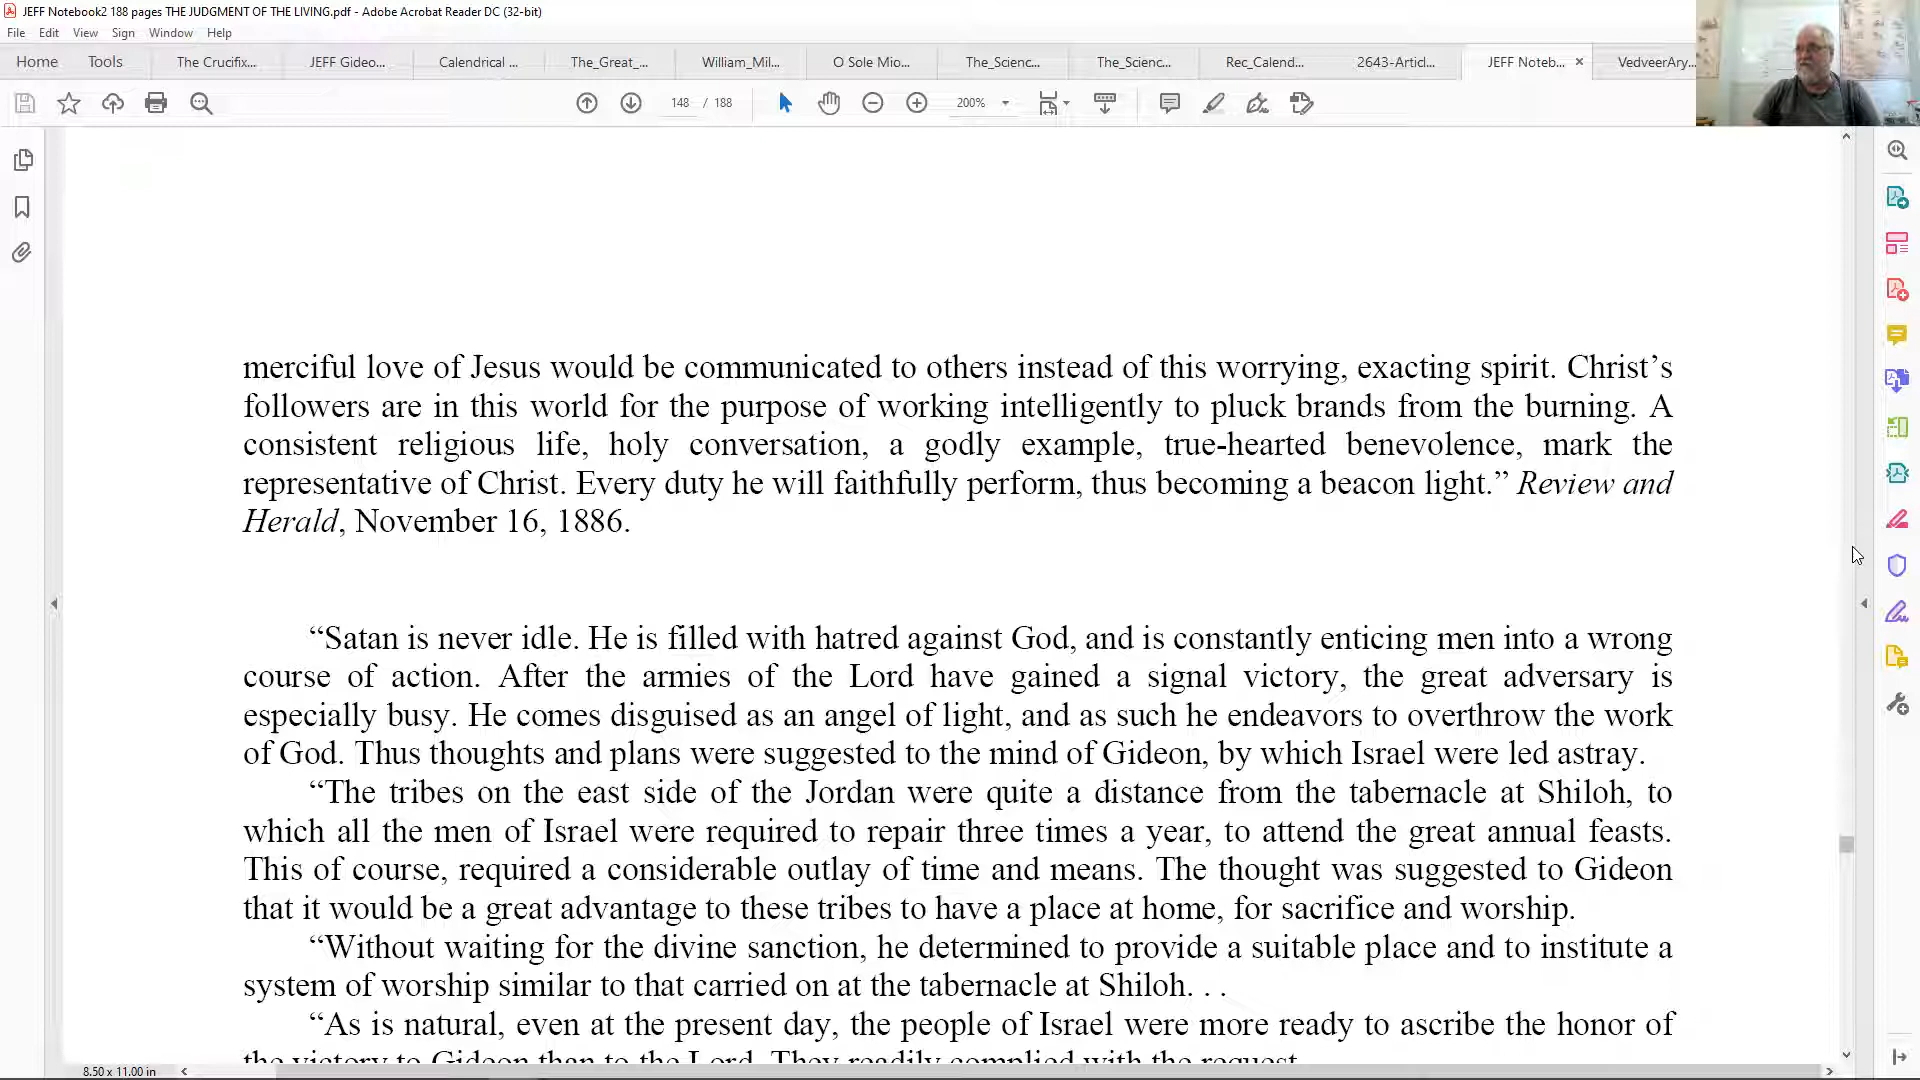 JEFF Notebook2 188 pages THE JUDGMENT OF THE LIVING.pdf - Adobe Acrobat Reader DC (32-bit)
File Edit View Sign Window Help
Home Tools The Crucifix... JEFF Gideo... Calendrical ... The_Great_... William_Mil... O Sole Mio... The_Scienc... The_Scienc... Rec_Calend... 2643-Articl... JEFF Noteb... × VedveerAry...
148 / 188 200%
merciful love of Jesus would be communicated to others instead of this worrying, exacting spirit. Christ’s
followers are in this world for the purpose of working intelligently to pluck brands from the burning. A
consistent religious life, holy conversation, a godly example, true-hearted benevolence, mark the
representative of Christ. Every duty he will faithfully perform, thus becoming a beacon light.” Review and
Herald, November 16, 1886.
“Satan is never idle. He is filled with hatred against God, and is constantly enticing men into a wrong
course of action. After the armies of the Lord have gained a signal victory, the great adversary is
especially busy. He comes disguised as an angel of light, and as such he endeavors to overthrow the work
of God. Thus thoughts and plans were suggested to the mind of Gideon, by which Israel were led astray.
“The tribes on the east side of the Jordan were quite a distance from the tabernacle at Shiloh, to
which all the men of Israel were required to repair three times a year, to attend the great annual feasts.
This of course, required a considerable outlay of time and means. The thought was suggested to Gideon
that it would be a great advantage to these tribes to have a place at home, for sacrifice and worship.
“Without waiting for the divine sanction, he determined to provide a suitable place and to institute a
system of worship similar to that carried on at the tabernacle at Shiloh. . .
“As is natural, even at the present day, the people of Israel were more ready to ascribe the honor of
the victory to Gideon than to the Lord. They readily complied with the request
8.50 x 11.00 in